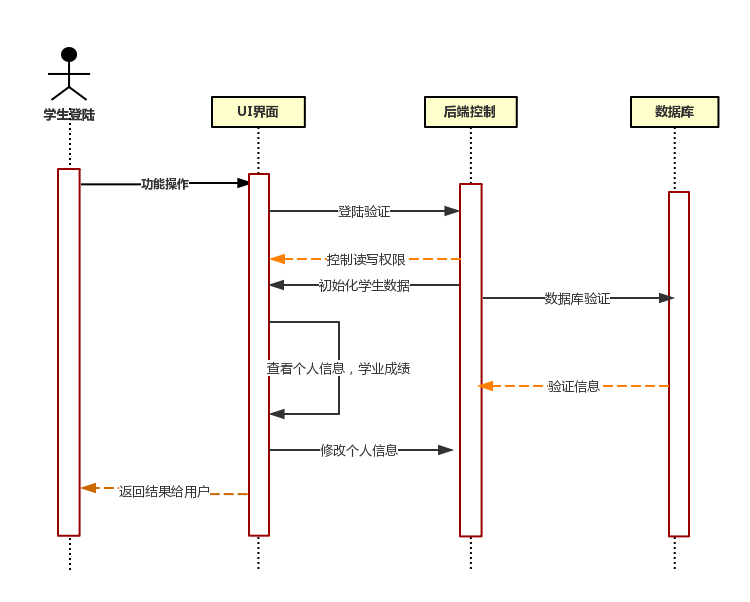 学生登陆
UI界面
后端控制
数据库
功能操作
登陆验证
控制读写权限
初始化学生数据
数据库验证
查看个人信息，学业成绩
验证信息
修改个人信息
返回结果给用户